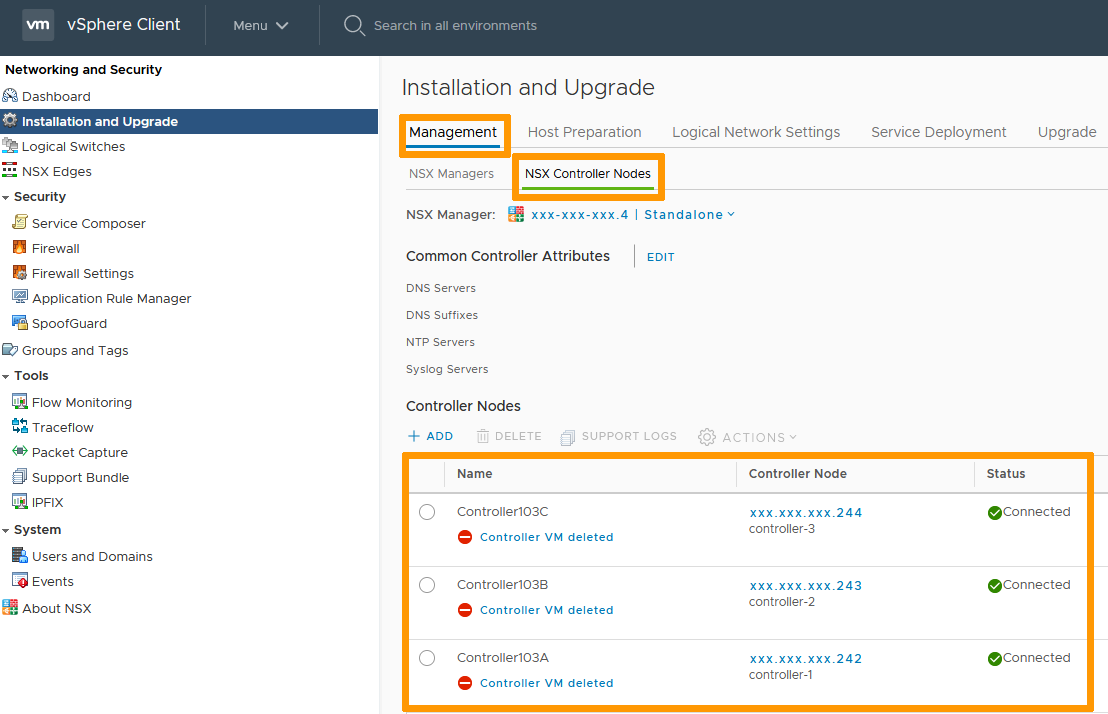 vm vSphere Client Menu Search in all environments
Networking and Security
Dashboard
Installation and Upgrade
Logical Switches
NSX Edges
Security
Service Composer
Firewall
Firewall Settings
Application Rule Manager
SpoofGuard
Groups and Tags
Tools
Flow Monitoring
Traceflow
Packet Capture
Support Bundle
IPFIX
System
Users and Domains
Events
About NSX
Installation and Upgrade
Management Host Preparation Logical Network Settings Service Deployment Upgrade
NSX Managers NSX Controller Nodes
NSX Manager: xxx-xxx-xxx.4 | Standalone
Common Controller Attributes EDIT
DNS Servers
DNS Suffixes
NTP Servers
Syslog Servers
Controller Nodes
+ ADD DELETE SUPPORT LOGS ACTIONS
Name Controller Node Status
Controller103C xxx.xxx.xxx.244 Connected
Controller VM deleted controller-3
Controller103B xxx.xxx.xxx.243 Connected
Controller VM deleted controller-2
Controller103A xxx.xxx.xxx.242 Connected
Controller VM deleted controller-1